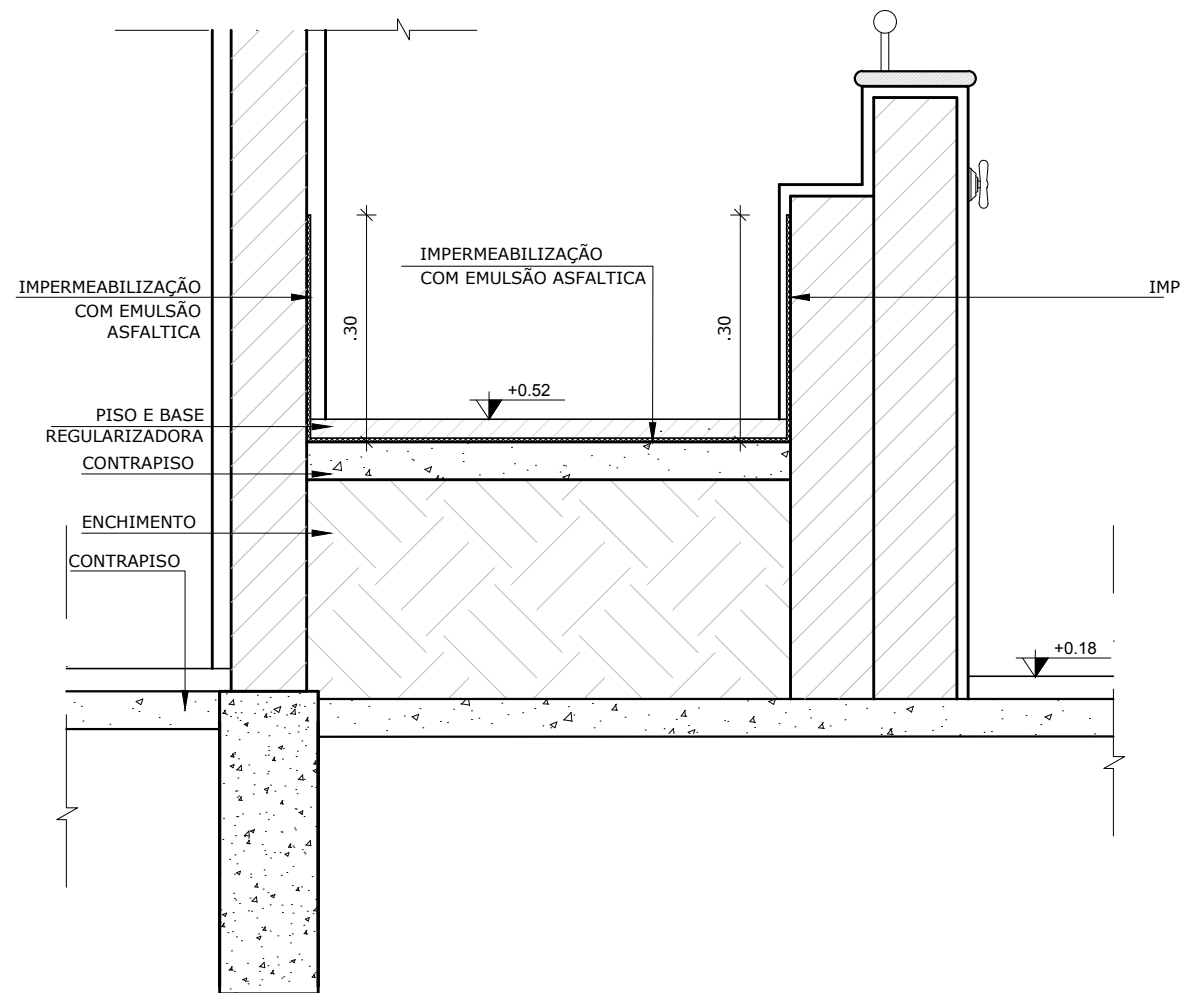 IMPERMEABILIZAÇÃO
COM EMULSÃO ASFALTICA
IMPERMEABILIZAÇÃO
COM EMULSÃO
ASFALTICA
IMP
.30
.30
+0.52
PISO E BASE
REGULARIZADORA
CONTRAPISO
ENCHIMENTO
CONTRAPISO
+0.18